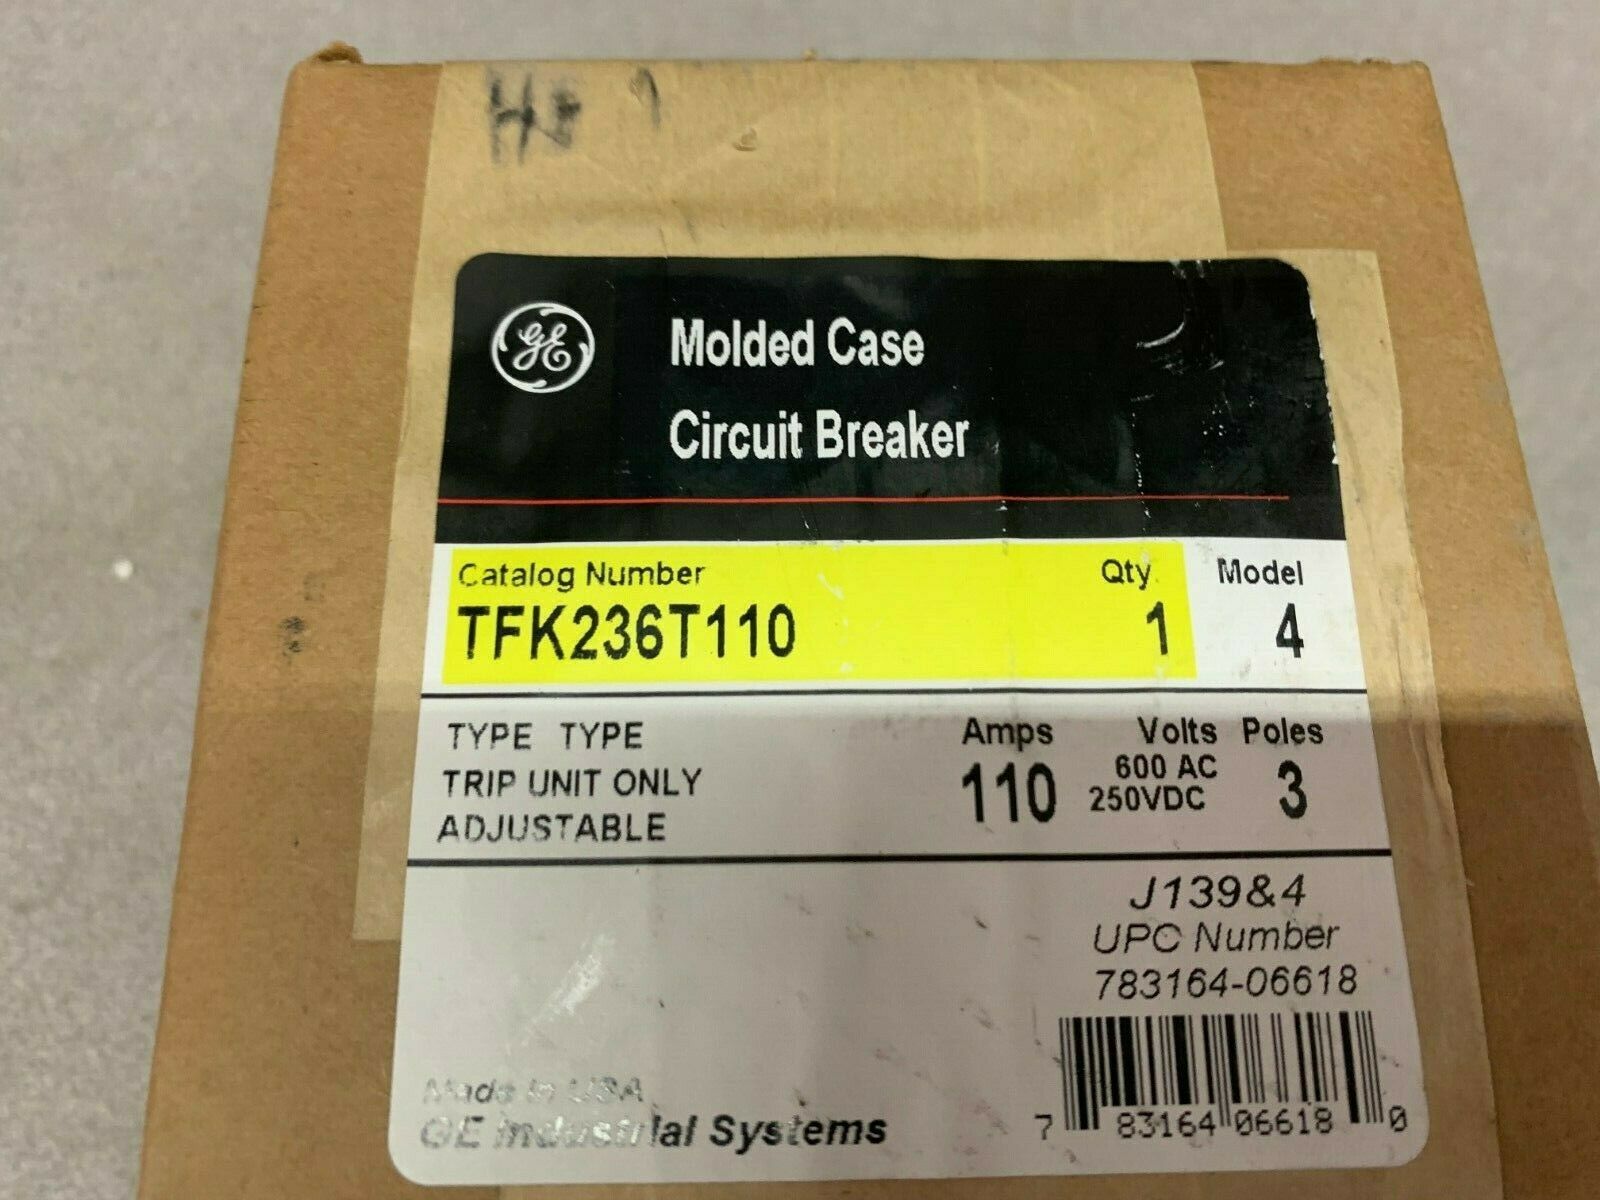 GE
Molded Case
Circuit Breaker
Catalog Number Qty. Model
TFK236T110 1 4
TYPE TYPE Amps Volts Poles
TRIP UNIT ONLY 110 600 AC 3
ADJUSTABLE 250VDC
J139&4
UPC Number
783164-06618
Made in USA
GE Industrial Systems
7 83164 06618 0